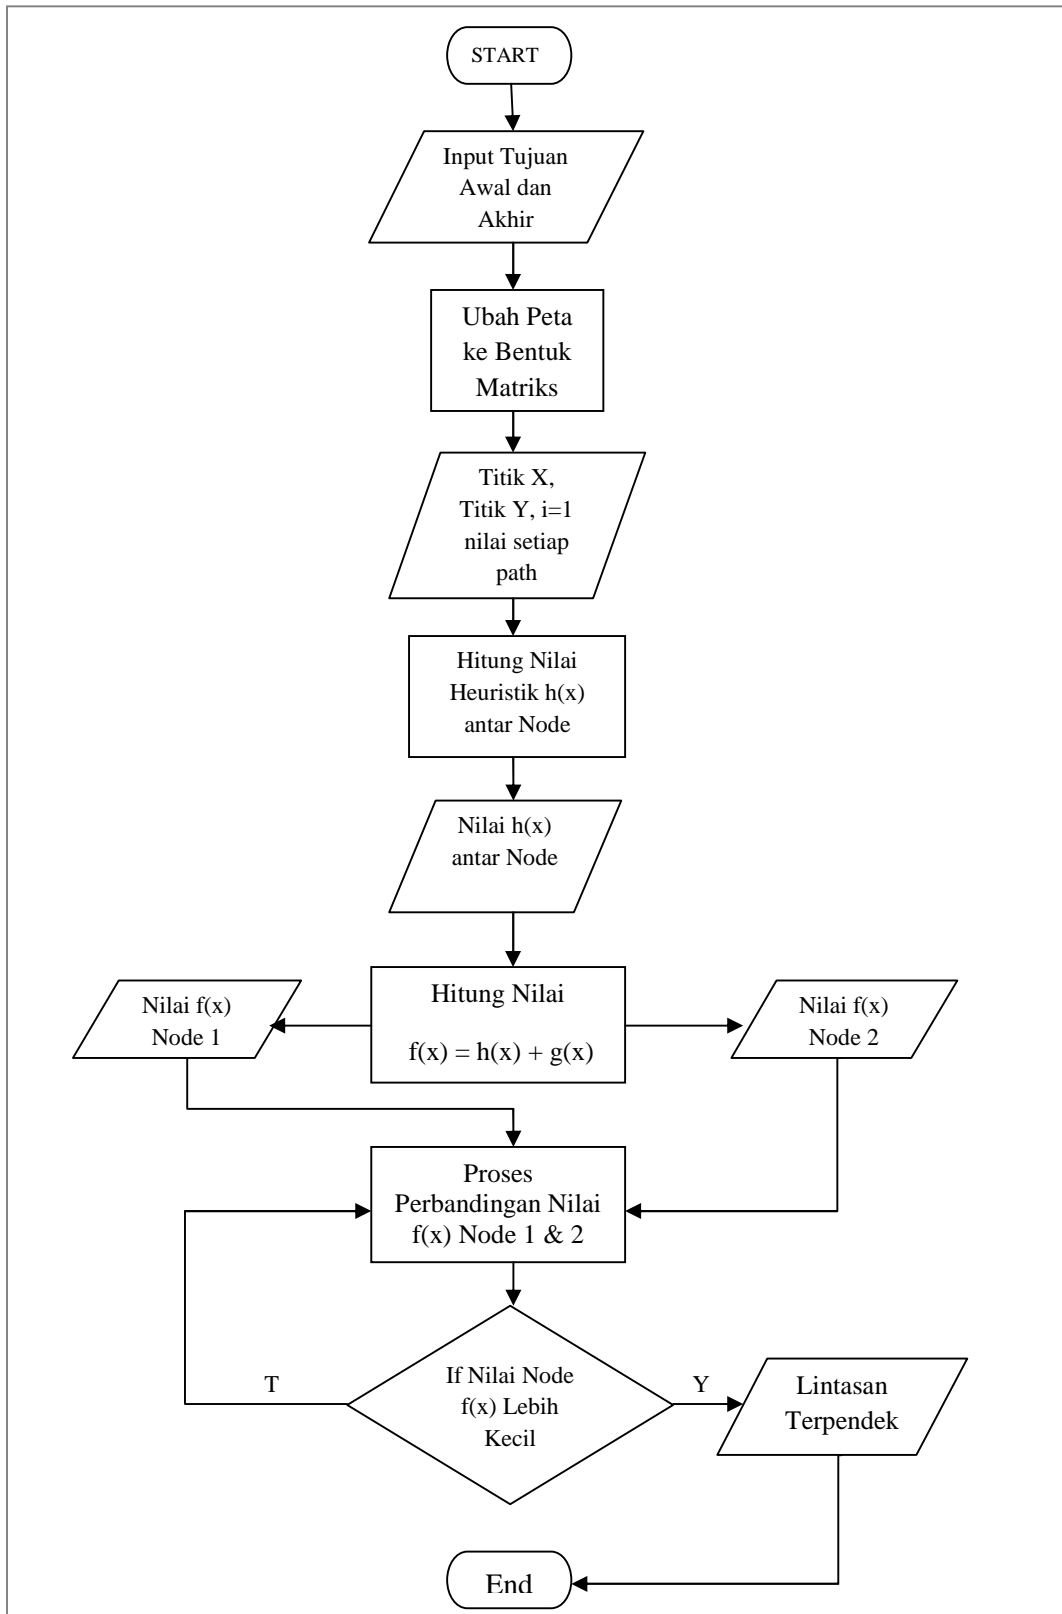 START
Input Tujuan
Awal dan
Akhir
Ubah Peta
ke Bentuk
Matriks
Titik X,
Titik Y, i=1
nilai setiap
path
Hitung Nilai
Heuristik h(x)
antar Node
Nilai h(x)
antar Node
Hitung Nilai
f(x) = h(x) + g(x)
Nilai f(x)
Node 1
Nilai f(x)
Node 2
Proses
Perbandingan Nilai
f(x) Node 1 & 2
If Nilai Node
f(x) Lebih
Kecil
T
Y
Lintasan
Terpendek
End